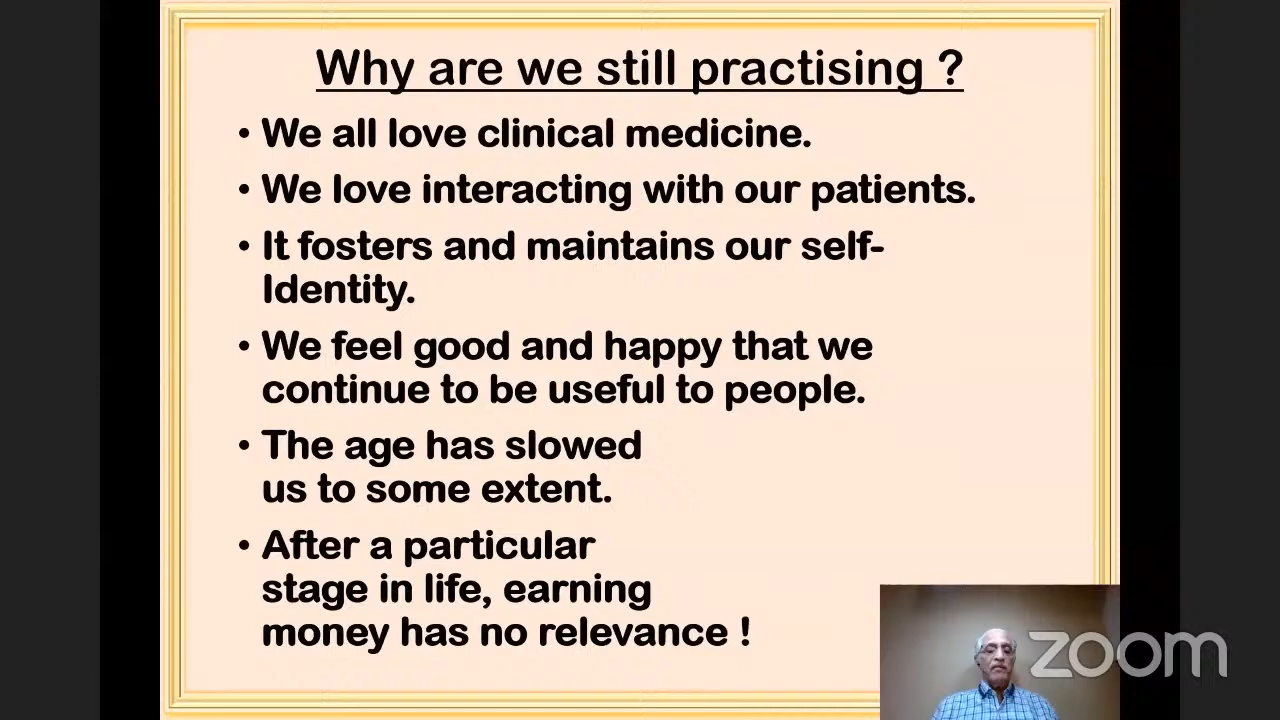 Why are we still practising ?
• We all love clinical medicine.
• We love interacting with our patients.
• It fosters and maintains our self-
Identity.
• We feel good and happy that we
continue to be useful to people.
• The age has slowed
us to some extent.
• After a particular
stage in life, earning
money has no relevance !
zoom